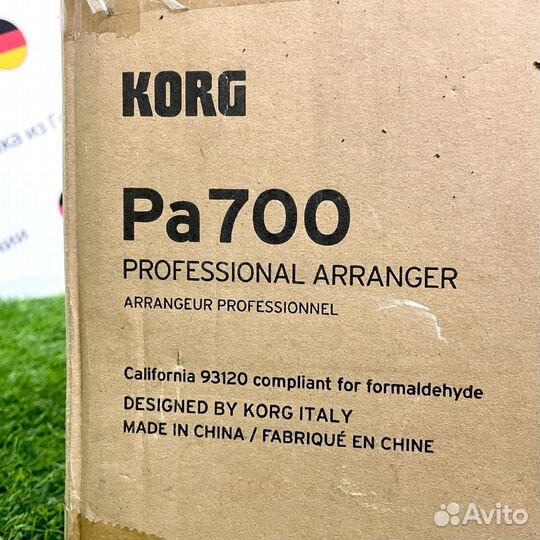 KORG
Pa700
PROFESSIONAL ARRANGER
ARRANGEUR PROFESSIONNEL
California 93120 compliant for formaldehyde
DESIGNED BY KORG ITALY
MADE IN CHINA / FABRIQUÉ EN CHINE
из
Avito